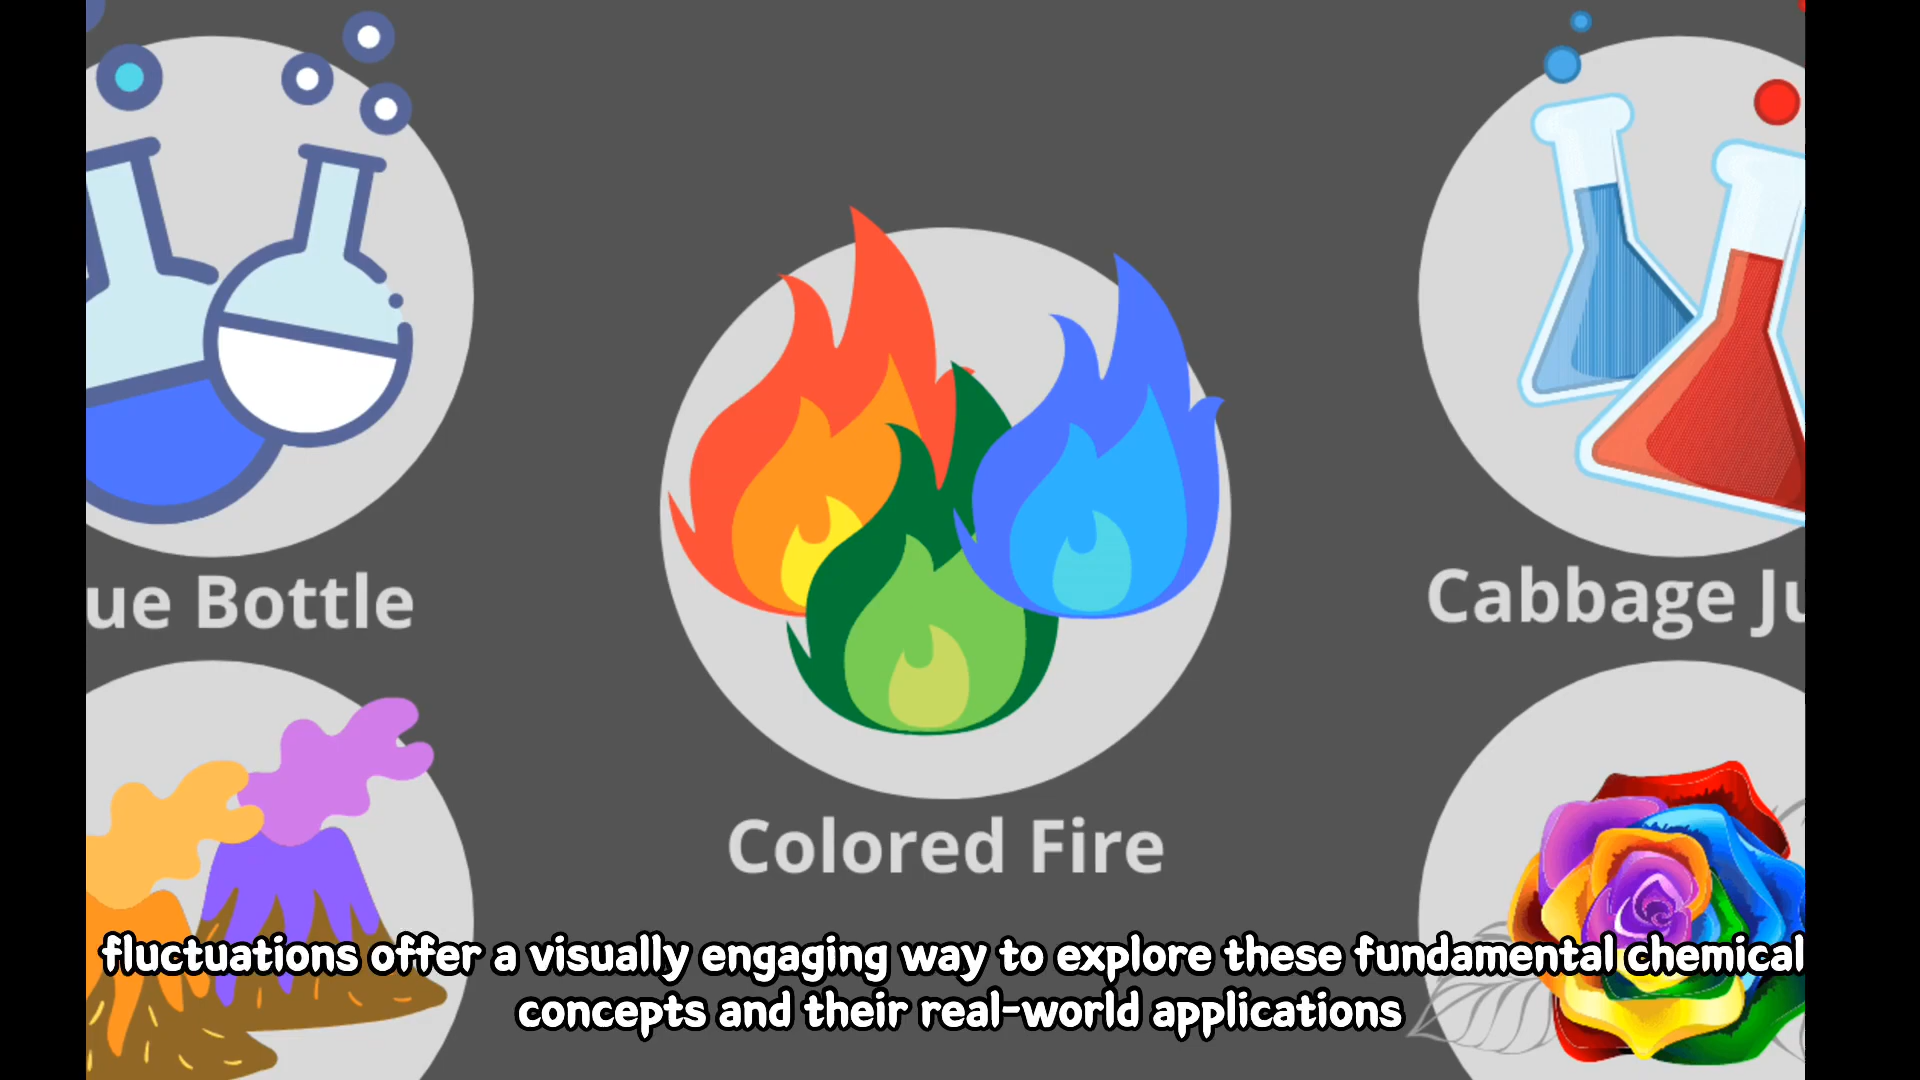 ue Bottle
Cabbage Ju
Colored Fire
fluctuations offer a visually engaging way to explore these fundamental chemical
concepts and their real-world applications